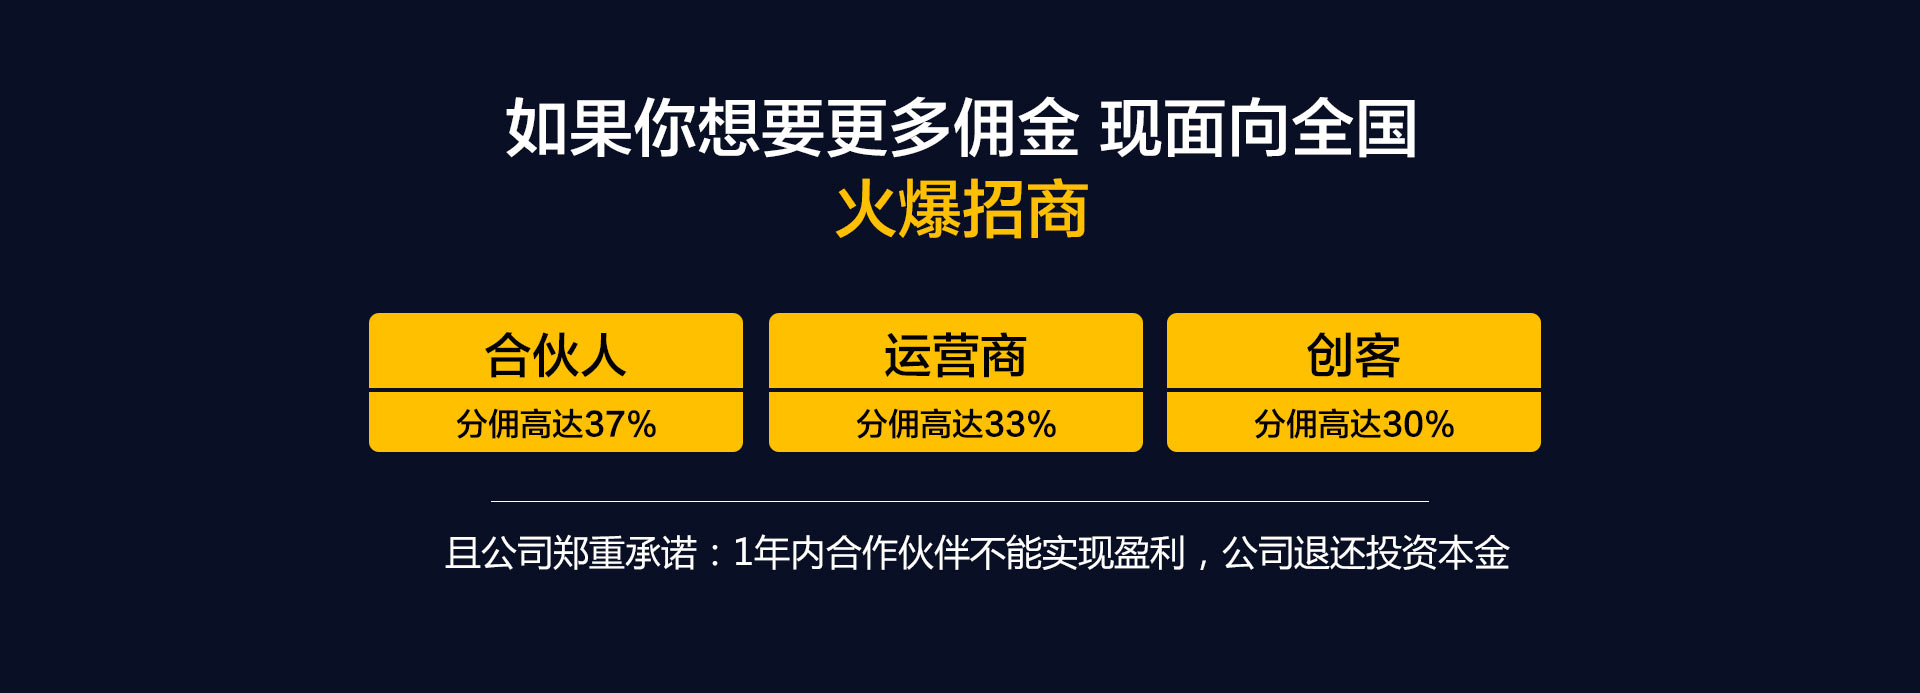 如果你想要更多佣金 现面向全国
火爆招商
合伙人
分佣高达37%
运营商
分佣高达33%
创客
分佣高达30%
且公司郑重承诺：1年内合作伙伴不能实现盈利，公司退还投资本金